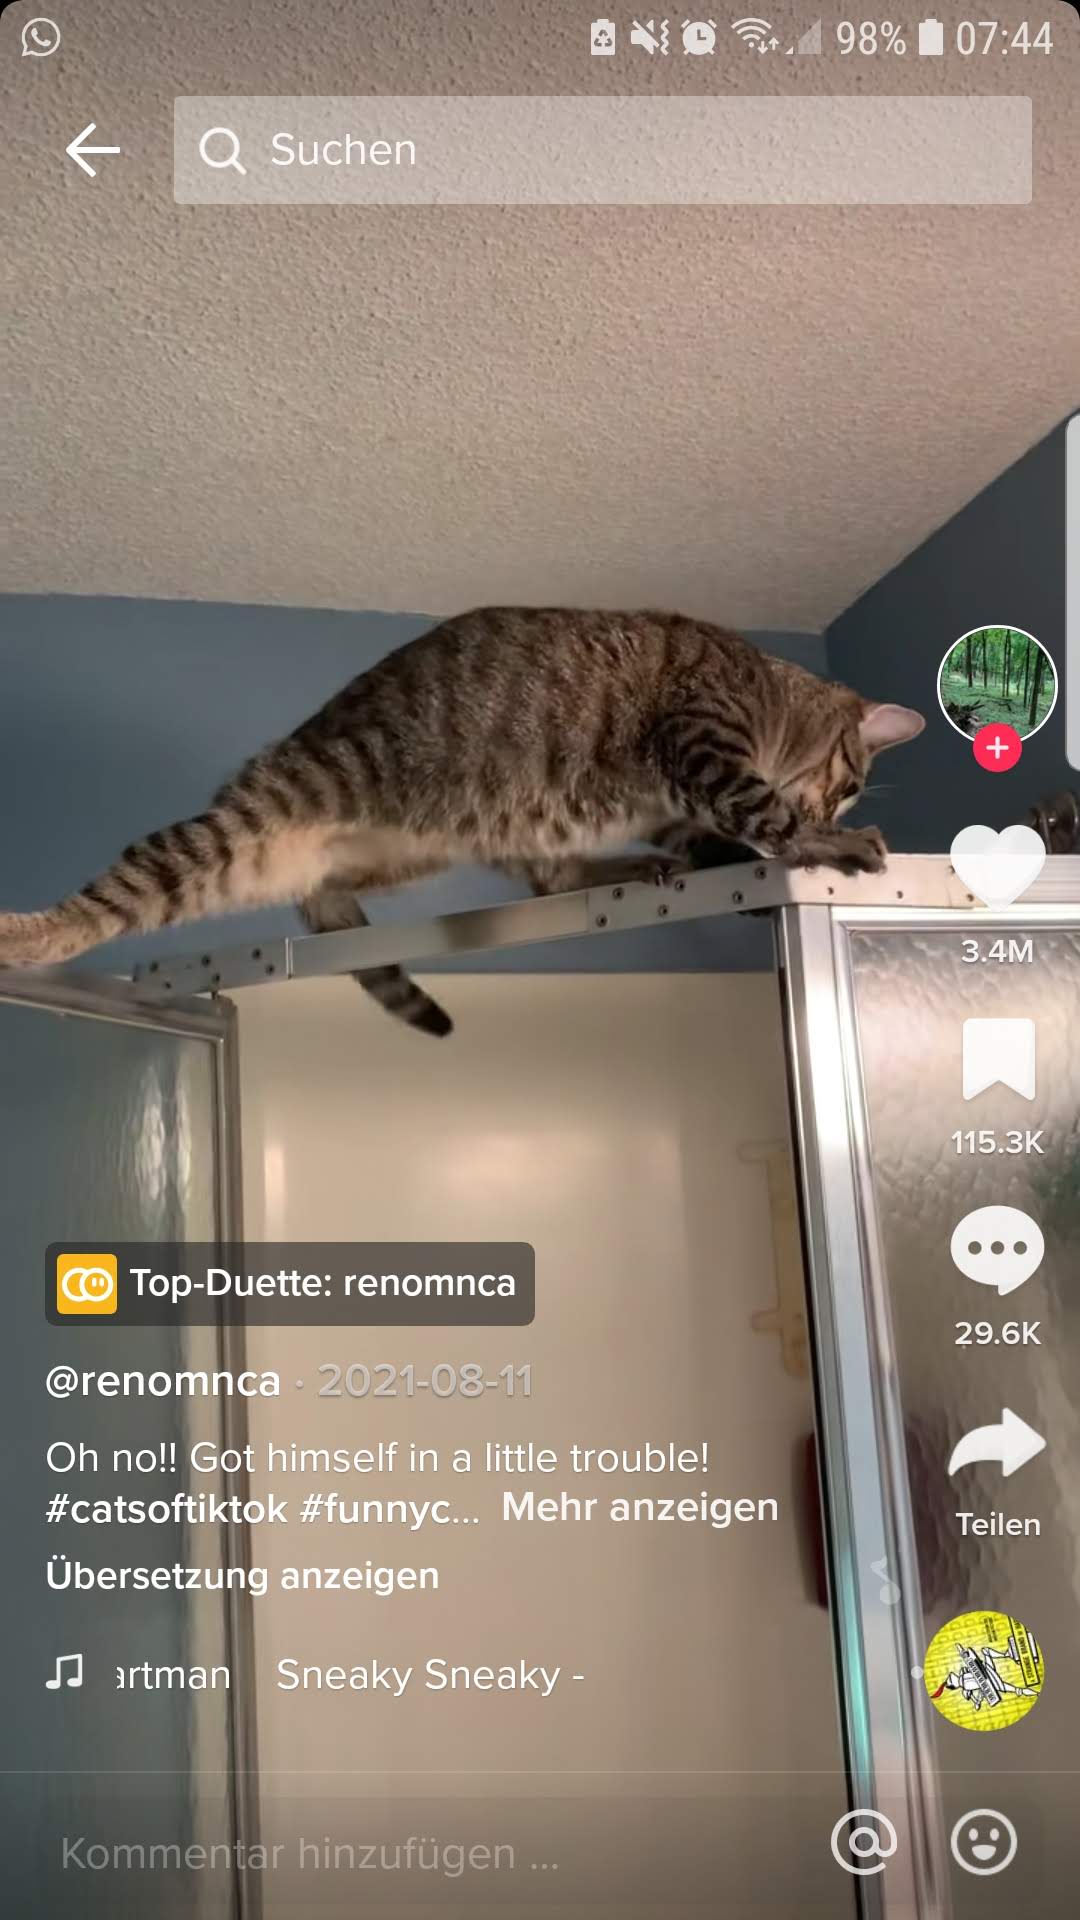 98% 07:44
Suchen
3.4M
115.3K
Top-Duette: renomnca
29.6K
@renomnca · 2021-08-11
Oh no!! Got himself in a little trouble!
#catsoftiktok #funnyc... Mehr anzeigen
Teilen
Übersetzung anzeigen
artman Sneaky Sneaky -
Kommentar hinzufügen ...